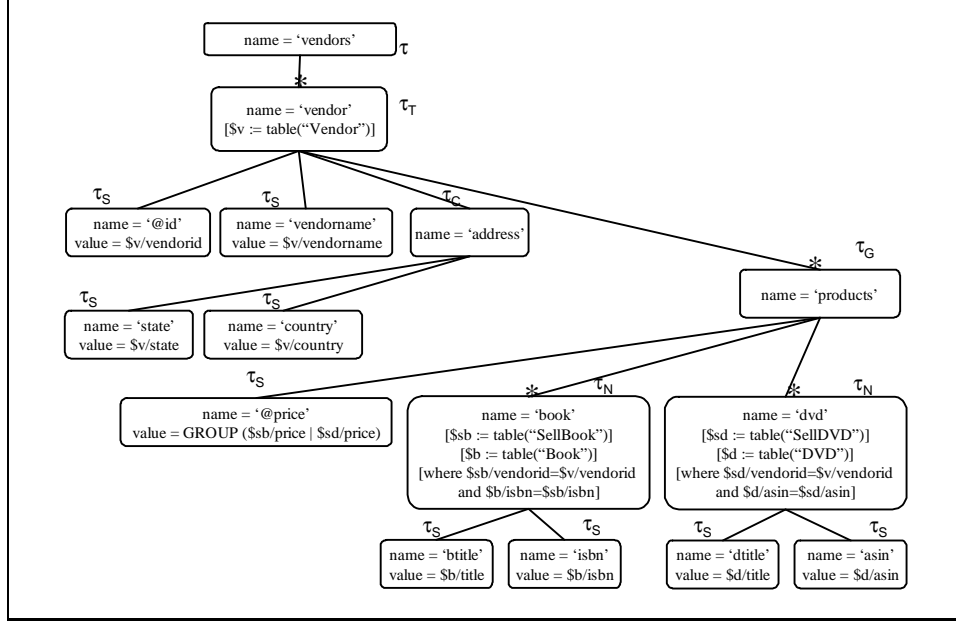 name = ‘vendors’ τ
*
name = ‘vendor’ τT
[$v := table(“Vendor”)]
τS τS τC
name = ‘@id’ name = ‘vendorname’ name = ‘address’
value = $v/vendorid value = $v/vendorname
* τG
name = ‘products’
τS τS
name = ‘state’ name = ‘country’
value = $v/state value = $v/country
τS
name = ‘@price’
value = GROUP ($sb/price | $sd/price)
* τN
name = ‘book’
[$sb := table(“SellBook”)]
[$b := table(“Book”)]
[where $sb/vendorid=$v/vendorid
and $b/isbn=$sb/isbn]
* τN
name = ‘dvd’
[$sd := table(“SellDVD”)]
[$d := table(“DVD”)]
[where $sd/vendorid=$v/vendorid
and $d/asin=$sd/asin]
τS τS τS τS
name = ‘btitle’ name = ‘isbn’ name = ‘dtitle’ name = ‘asin’
value = $b/title value = $b/isbn value = $d/title value = $d/asin